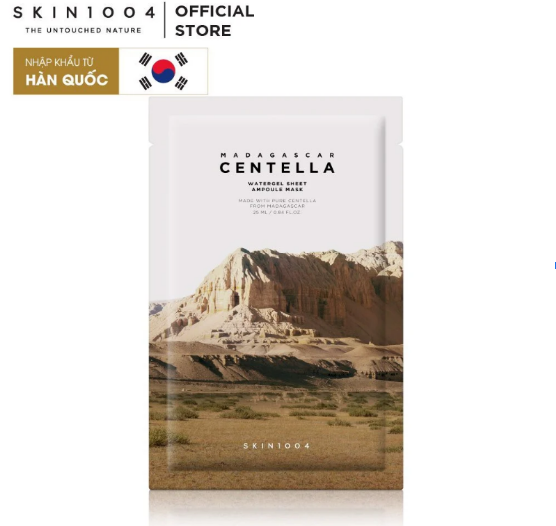 SKIN1004
THE UNTOUCHED NATURE
OFFICIAL
STORE
NHẬP KHẨU TỪ
HÀN QUỐC
MADAGASCAR
CENTELLA
WATERGEL SHEET
AMPOULE MASK
MADE WITH PURE CENTELLA
FROM MADAGASCAR
SKIN1004